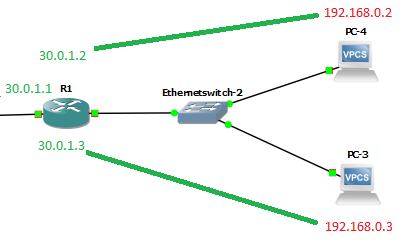 192.168.0.2
PC-4
VPCS
30.0.1.2
30.0.1.1
R1
Ethernetswitch-2
30.0.1.3
PC-3
VPCS
192.168.0.3